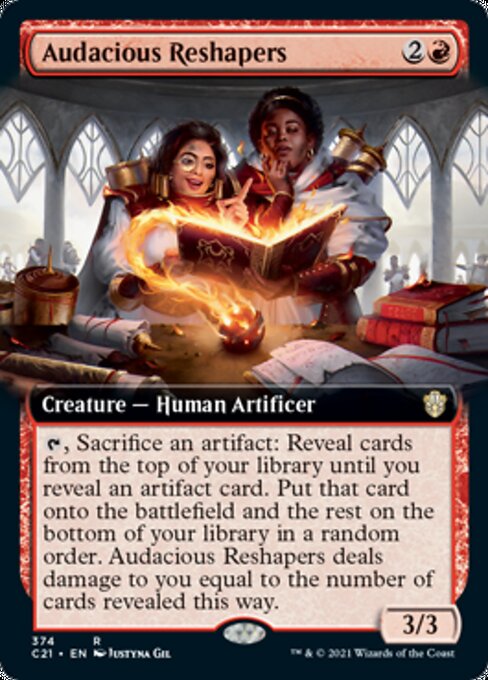 Audacious Reshapers 2
Creature — Human Artificer
, Sacrifice an artifact: Reveal cards
from the top of your library until you
reveal an artifact card. Put that card
onto the battlefield and the rest on the
bottom of your library in a random
order. Audacious Reshapers deals
damage to you equal to the number of
cards revealed this way.
3/3
374 R
C21 • EN Justyna Gil
™ & © 2021 Wizards of the Coast